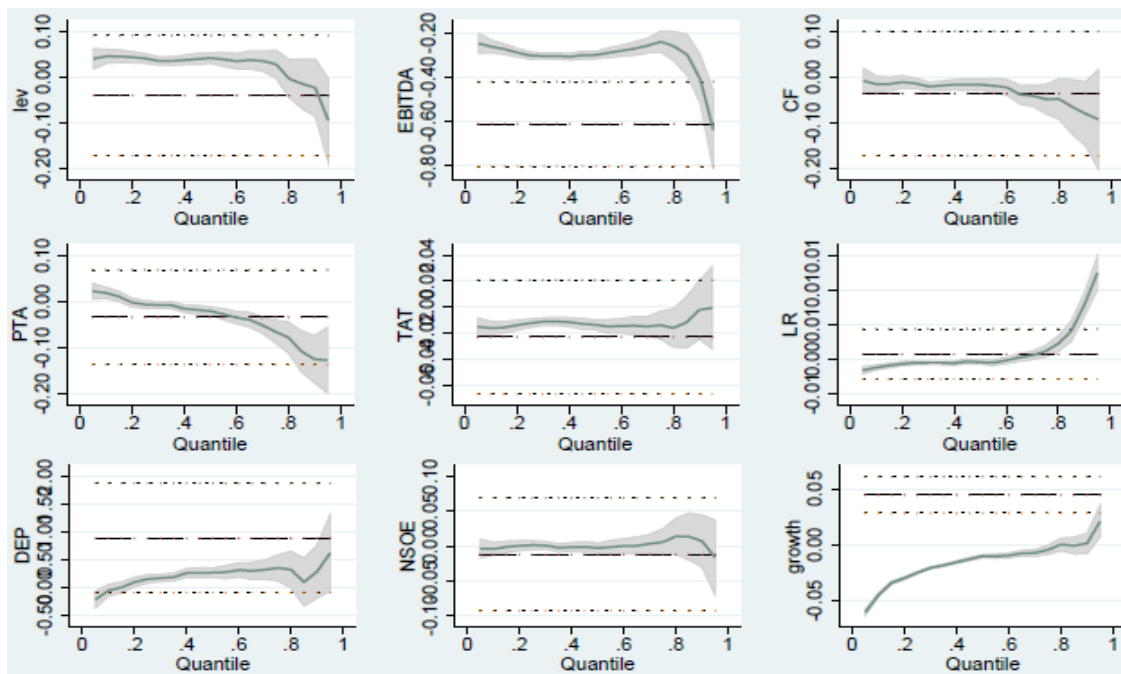 lev
0.10
0.00
-0.10
-0.20
0 .2 .4 .6 .8 1
Quantile
EBITDA
-0.20
-0.40
-0.60
-0.80
0 .2 .4 .6 .8 1
Quantile
CF
0.10
0.00
-0.10
-0.20
0 .2 .4 .6 .8 1
Quantile
PTA
0.10
0.00
-0.10
-0.20
0 .2 .4 .6 .8 1
Quantile
TAT
0 .2 .4 .6 .8 1
Quantile
LR
0 .2 .4 .6 .8 1
Quantile
DEP
0 .2 .4 .6 .8 1
Quantile
NSOE
0 .2 .4 .6 .8 1
Quantile
growth
0.05
0.00
-0.05
0 .2 .4 .6 .8 1
Quantile